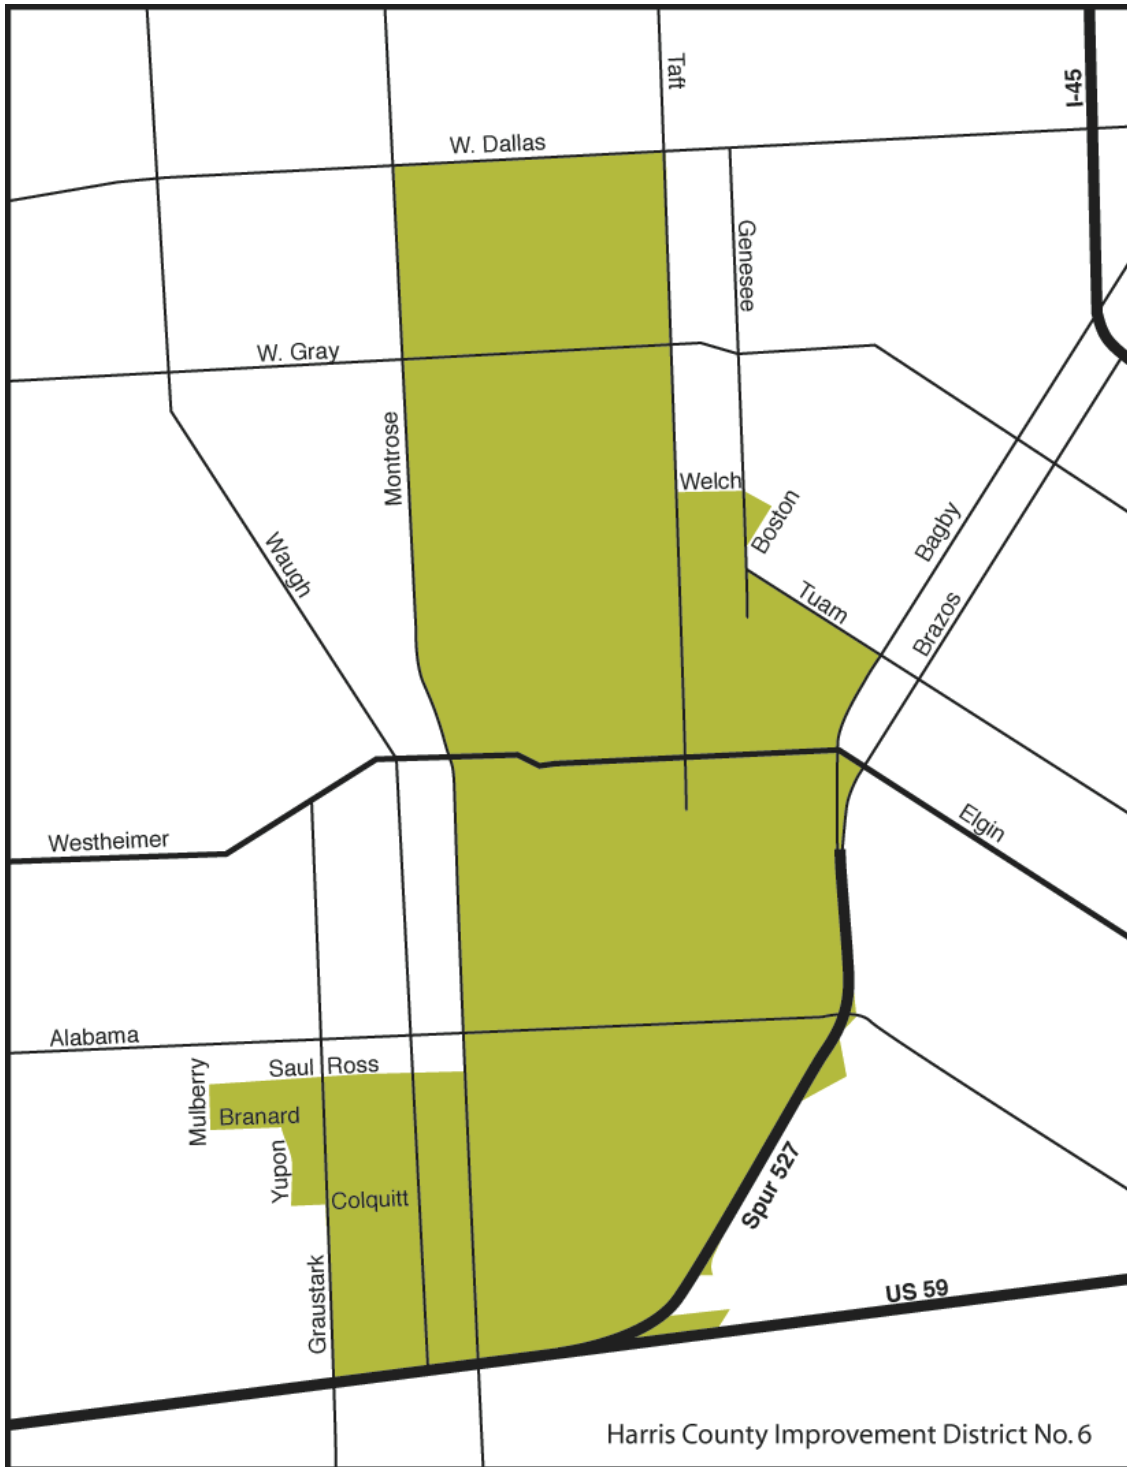 Taft
I-45
W. Dallas
Genesee
W. Gray
Montrose
Welch
Boston
Bagby
Waugh
Tuam
Brazos
Westheimer
Elgin
Alabama
Mulberry
Saul Ross
Branard
Yupon
Colquitt
Spur 527
Graustark
US 59
Harris County Improvement District No. 6